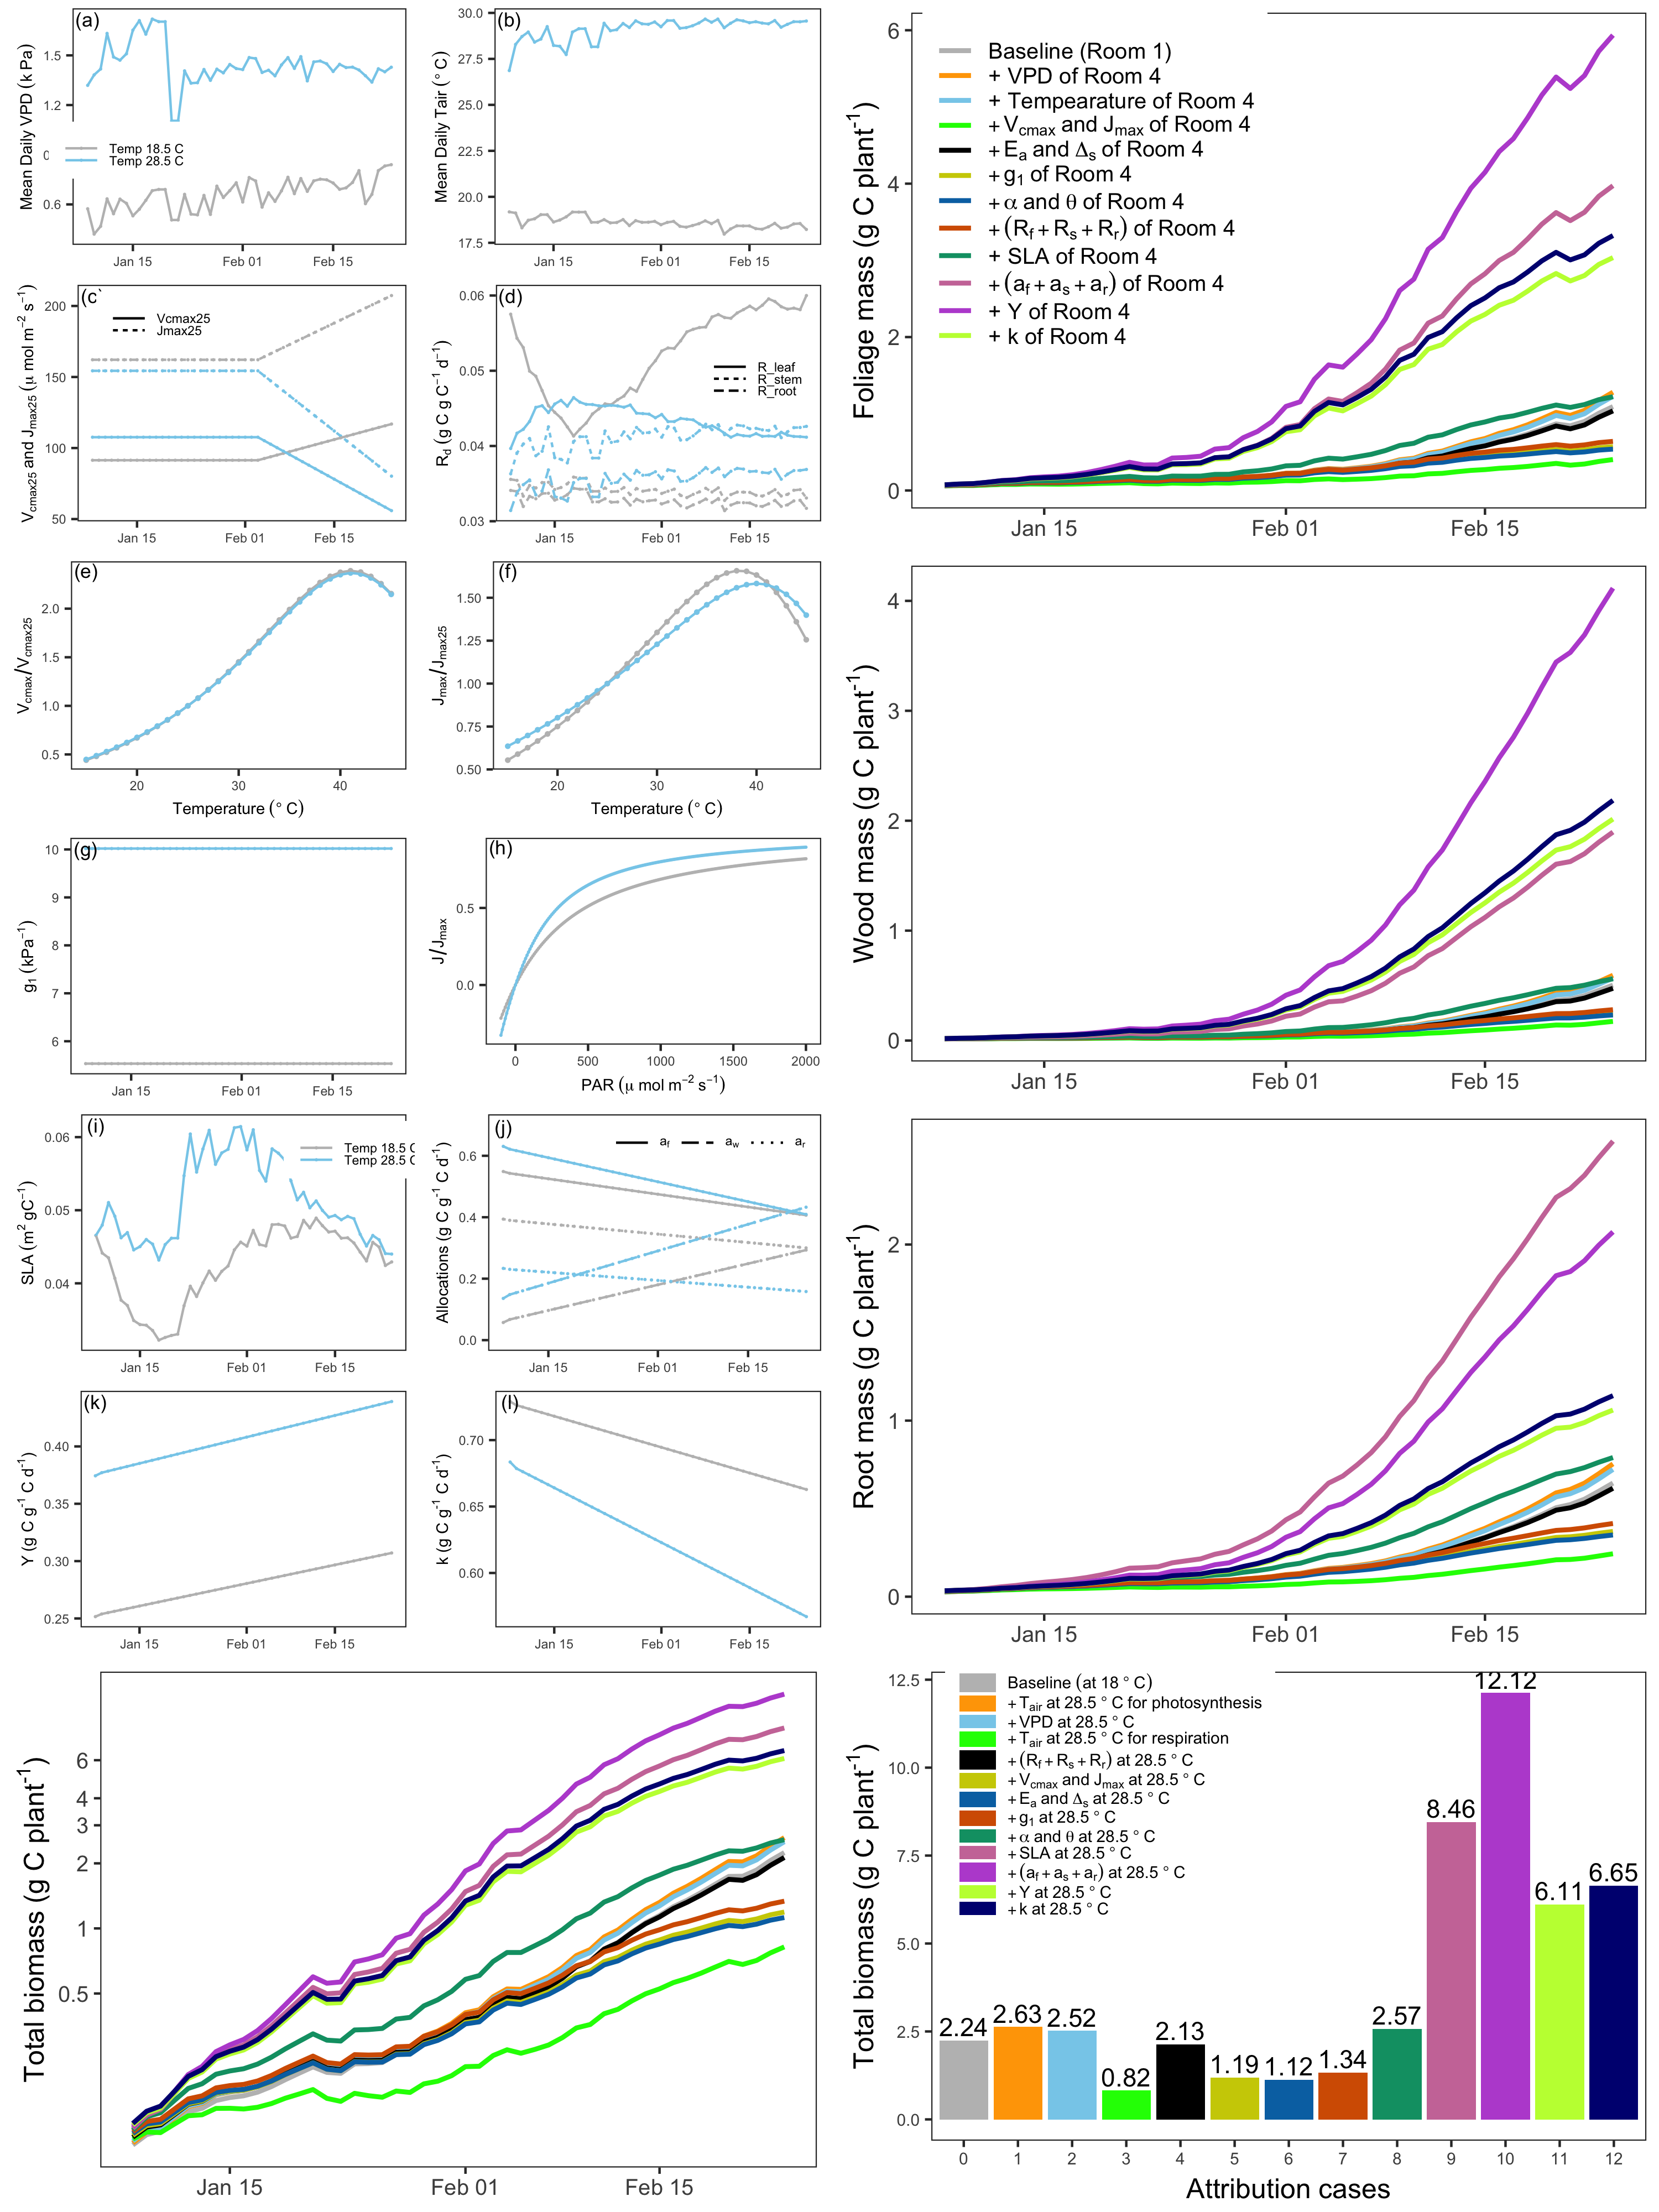 (a)
Mean Daily VPD (k Pa)
1.5
1.2
0
0.6
Temp 18.5 C
Temp 28.5 C
Jan 15
Feb 01
Feb 15
(b)
Mean Daily Tair (° C)
30.0
27.5
25.0
22.5
20.0
17.5
Jan 15
Feb 01
Feb 15
(c)
Vcmax25 and Jmax25 (μ mol m−2 s−1)
200
150
100
50
Vcmax25
Jmax25
Jan 15
Feb 01
Feb 15
(d)
Rd (g C g C−1 d−1)
0.06
0.05
0.04
0.03
R_leaf
R_stem
R_root
Jan 15
Feb 01
Feb 15
(e)
Vcmax/Vcmax25
2.0
1.5
1.0
0.5
20
30
40
Temperature (° C)
(f)
Jmax/Jmax25
1.50
1.25
1.00
0.75
0.50
20
30
40
Temperature (° C)
(g)
g1 (kPa−1)
10
9
8
7
6
Jan 15
Feb 01
Feb 15
(h)
J/Jmax
0.5
0.0
0
500
1000
1500
2000
PAR (μ mol m−2 s−1)
(i)
SLA (m2 gC−1)
0.06
0.05
0.04
Temp 18.5 C
Temp 28.5 C
Jan 15
Feb 01
Feb 15
(j)
Allocations (g C g-1 C d-1)
0.6
0.4
0.2
0.0
af
aw
ar
Jan 15
Feb 01
Feb 15
(k)
Y (g C g-1 C d-1)
0.40
0.35
0.30
0.25
Jan 15
Feb 01
Feb 15
(l)
k (g C g-1 C d-1)
0.70
0.65
0.60
Jan 15
Feb 01
Feb 15
Foliage mass (g C plant-1)
6
4
2
0
Baseline (Room 1)
+ VPD of Room 4
+ Tempearature of Room 4
+ Vcmax and Jmax of Room 4
+ Ea and Δs of Room 4
+ g1 of Room 4
+ α and θ of Room 4
+ (Rf + Rs + Rr) of Room 4
+ SLA of Room 4
+ (af + as + ar) of Room 4
+ Y of Room 4
+ k of Room 4
Jan 15
Feb 01
Feb 15
Wood mass (g C plant-1)
4
3
2
1
0
Jan 15
Feb 01
Feb 15
Root mass (g C plant-1)
2
1
0
Jan 15
Feb 01
Feb 15
Total biomass (g C plant-1)
6
4
3
2
1
0.5
Jan 15
Feb 01
Feb 15
Total biomass (g C plant-1)
12.5
10.0
7.5
5.0
2.5
0.0
Baseline (at 18 ° C)
+ Tair at 28.5 ° C for photosynthesis
+ VPD at 28.5 ° C
+ Tair at 28.5 ° C for respiration
+ (Rf + Rs + Rr) at 28.5 ° C
+ Vcmax and Jmax at 28.5 ° C
+ Ea and Δs at 28.5 ° C
+ g1 at 28.5 ° C
+ α and θ at 28.5 ° C
+ SLA at 28.5 ° C
+ (af + as + ar) at 28.5 ° C
+ Y at 28.5 ° C
+ k at 28.5 ° C
2.24
2.63
2.52
0.82
2.13
1.19
1.12
1.34
2.57
8.46
12.12
6.11
6.65
0
1
2
3
4
5
6
7
8
9
10
11
12
Attribution cases